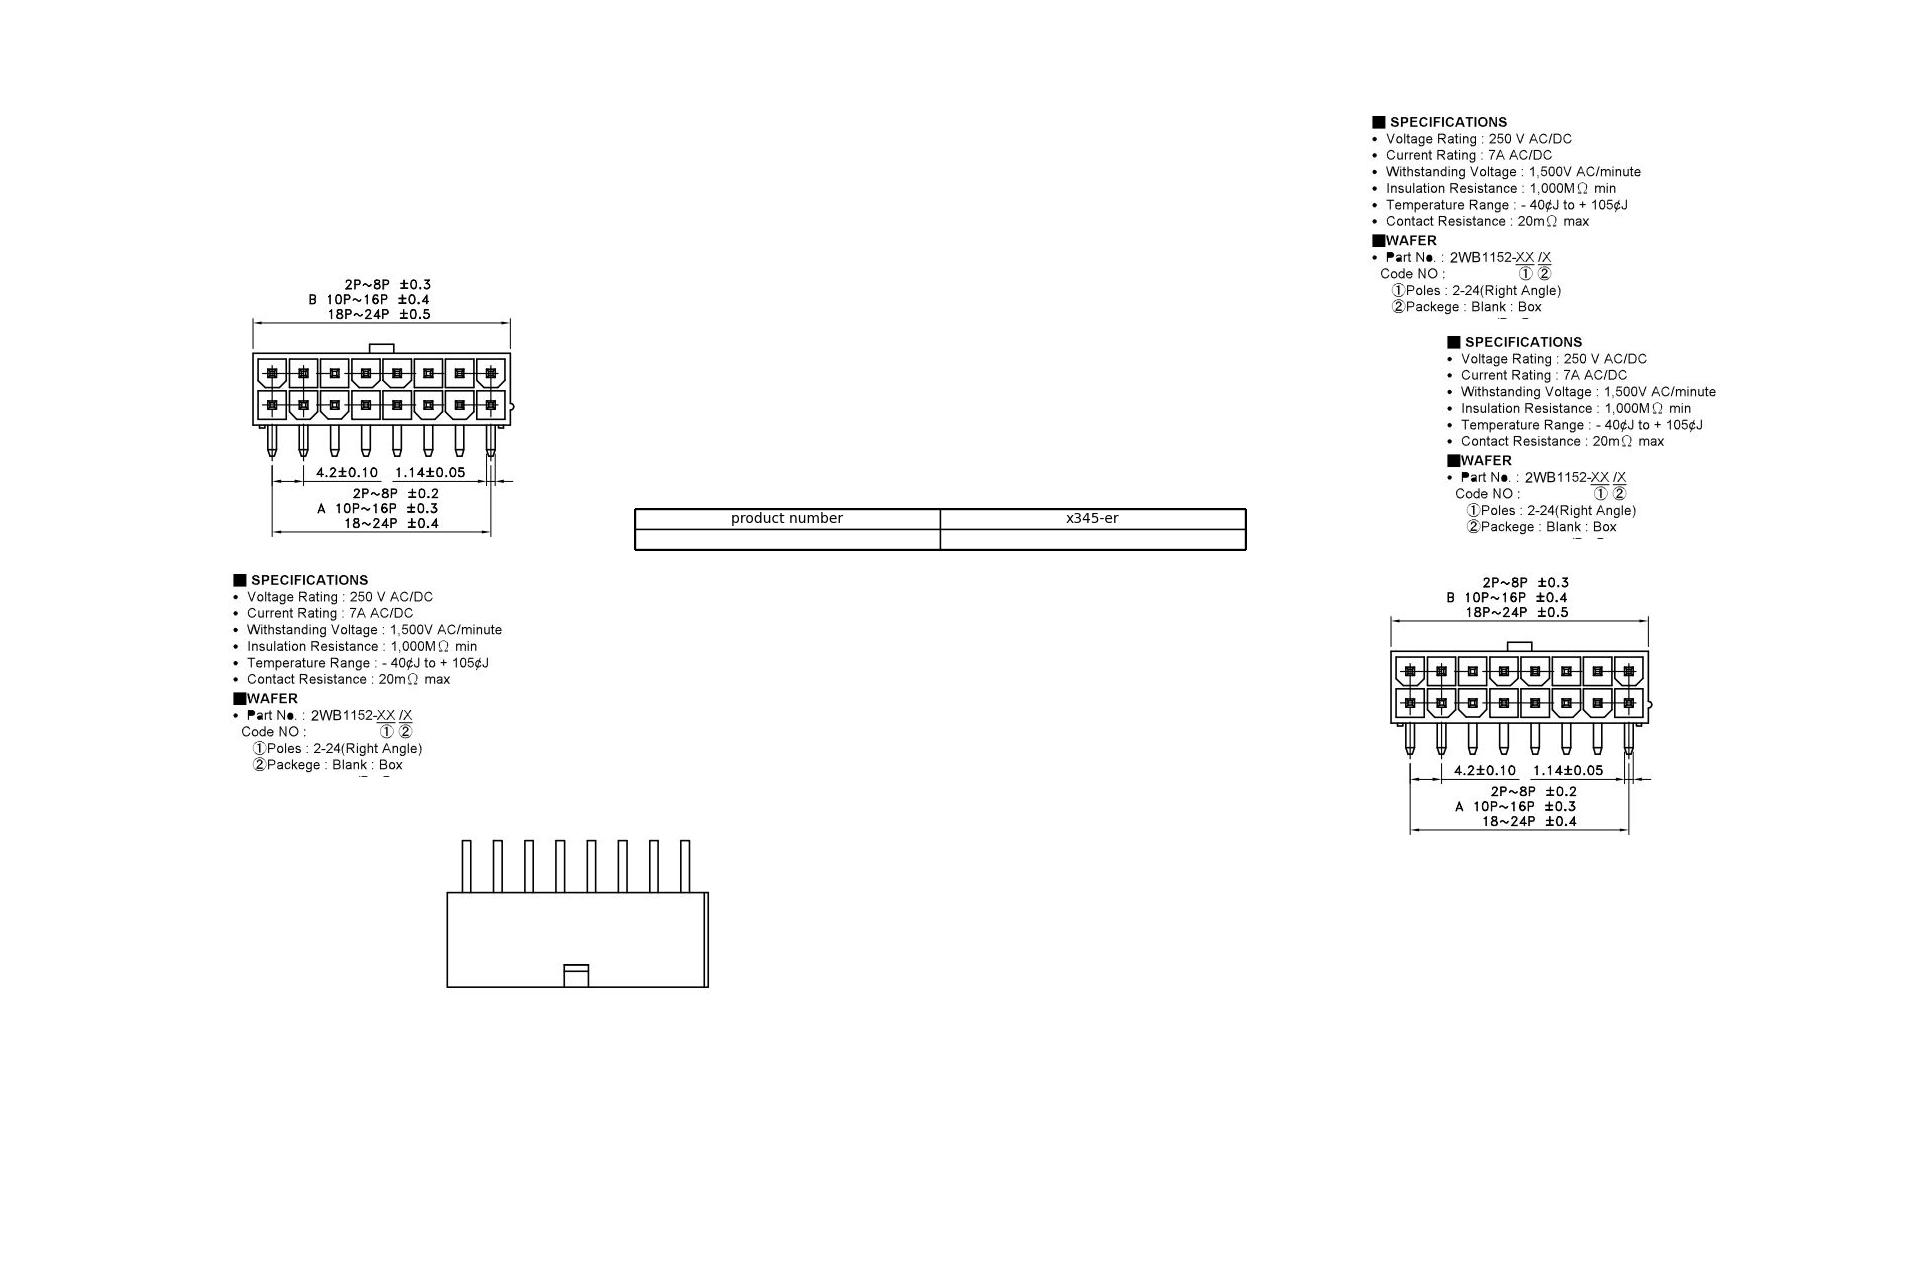 ■ SPECIFICATIONS
• Voltage Rating : 250 V AC/DC
• Current Rating : 7A AC/DC
• Withstanding Voltage : 1,500V AC/minute
• Insulation Resistance : 1,000MΩ min
• Temperature Range : - 40¢J to + 105¢J
• Contact Resistance : 20mΩ max
■WAFER
• Part No. : 2WB1152-XX /X
Code NO : ① ②
①Poles : 2-24(Right Angle)
②Packege : Blank : Box
2P~8P ±0.3
B 10P~16P ±0.4
18P~24P ±0.5
4.2±0.10 1.14±0.05
2P~8P ±0.2
A 10P~16P ±0.3
18~24P ±0.4
■ SPECIFICATIONS
• Voltage Rating : 250 V AC/DC
• Current Rating : 7A AC/DC
• Withstanding Voltage : 1,500V AC/minute
• Insulation Resistance : 1,000MΩ min
• Temperature Range : - 40¢J to + 105¢J
• Contact Resistance : 20mΩ max
■WAFER
• Part No. : 2WB1152-XX /X
Code NO : ① ②
①Poles : 2-24(Right Angle)
②Packege : Blank : Box
product number x345-er
■ SPECIFICATIONS
• Voltage Rating : 250 V AC/DC
• Current Rating : 7A AC/DC
• Withstanding Voltage : 1,500V AC/minute
• Insulation Resistance : 1,000MΩ min
• Temperature Range : - 40¢J to + 105¢J
• Contact Resistance : 20mΩ max
■WAFER
• Part No. : 2WB1152-XX /X
Code NO : ① ②
①Poles : 2-24(Right Angle)
②Packege : Blank : Box
2P~8P ±0.3
B 10P~16P ±0.4
18P~24P ±0.5
4.2±0.10 1.14±0.05
2P~8P ±0.2
A 10P~16P ±0.3
18~24P ±0.4